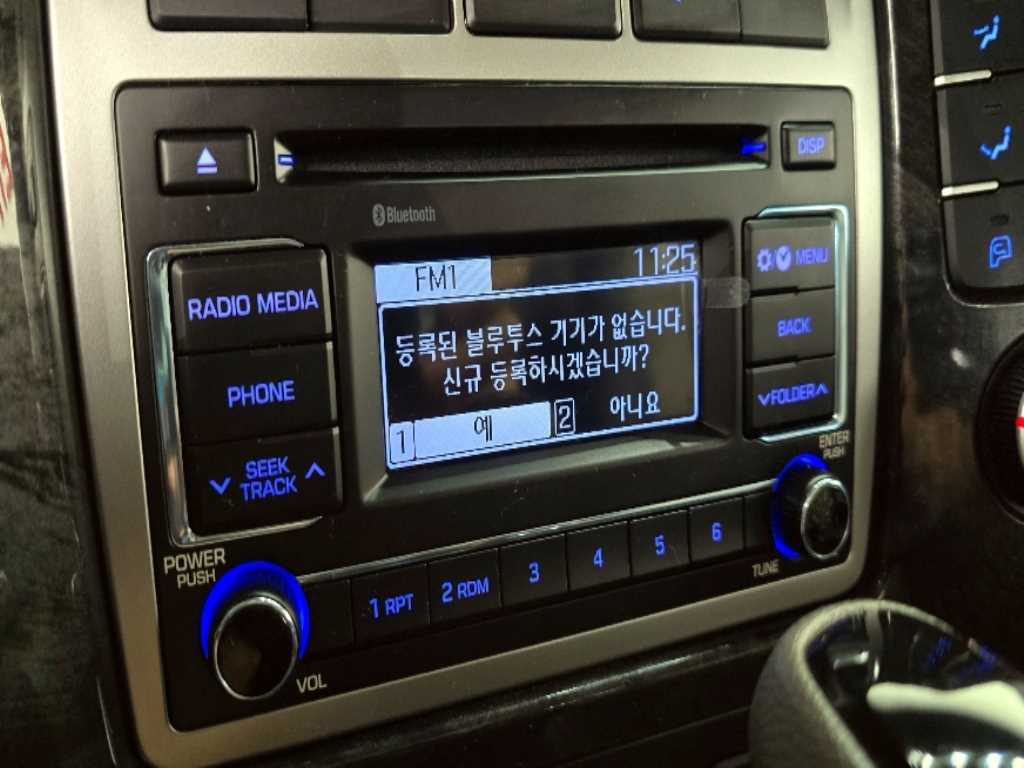 DISP
Bluetooth
RADIO MEDIA
PHONE
SEEK
TRACK
FM1
11:25
등록된 블루투스 기기가 없습니다.
신규 등록하시겠습니까?
1 예 2 아니요
MENU
BACK
FOLDER
ENTER
PUSH
POWER
PUSH
VOL
1 RPT 2 RDM 3 4 5 6
TUNE